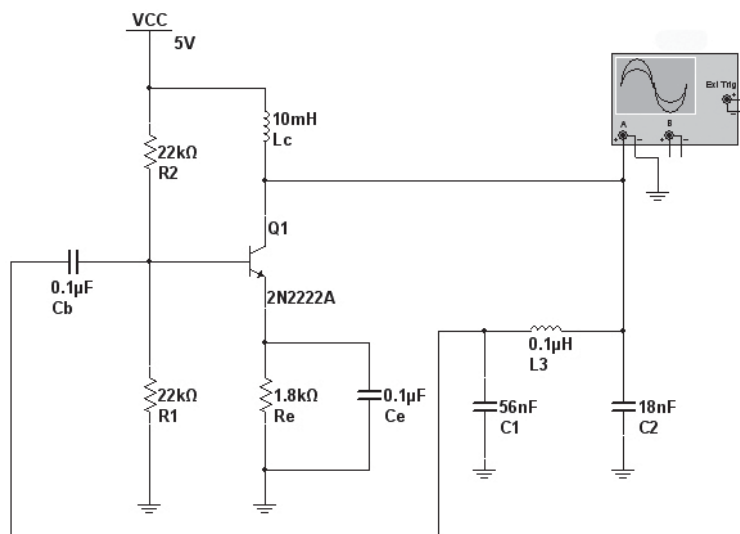 VCC
5V
10mH
Lc
22kΩ
R2
Q1
2N2222A
0.1µF
Cb
22kΩ
R1
1.8kΩ
Re
0.1µF
Ce
Ext Trig
+
–
A
B
+
–
+
–
0.1µH
L3
56nF
C1
18nF
C2